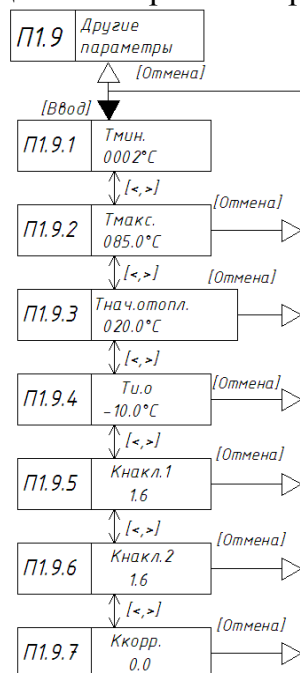 П1.9 Другие
параметры
[Отмена]
[Ввод]
П1.9.1 Тмин.
0002°С
[<,>]
[Отмена]
П1.9.2 Тмакс.
085.0°С
[<,>]
[Отмена]
П1.9.3 Тнач.отопл.
020.0°С
[<,>]
[Отмена]
П1.9.4 Ти.о
-10.0°С
[<,>]
[Отмена]
П1.9.5 Кнакл.1
1.6
[<,>]
[Отмена]
П1.9.6 Кнакл.2
1.6
[<,>]
[Отмена]
П1.9.7 Ккорр.
0.0